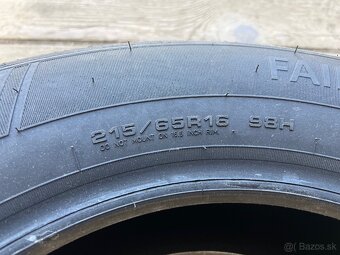 FAI
215/65R16 98H
DO NOT MOUNT ON 16.5 INCH RIM.
Bazos.sk